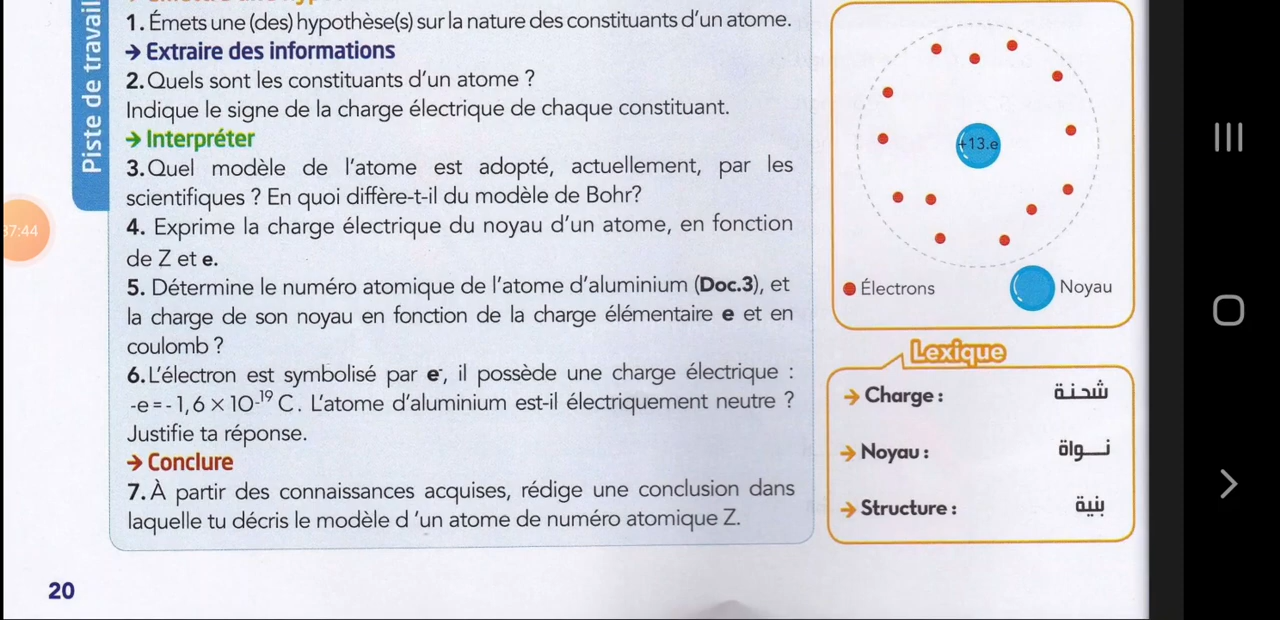 Piste de travail
1. Émets une (des) hypothèse(s) sur la nature des constituants d'un atome.
→ Extraire des informations
2. Quels sont les constituants d'un atome ?
Indique le signe de la charge électrique de chaque constituant.
→ Interpréter
3. Quel modèle de l'atome est adopté, actuellement, par les
scientifiques ? En quoi diffère-t-il du modèle de Bohr?
4. Exprime la charge électrique du noyau d'un atome, en fonction
de Z et e.
5. Détermine le numéro atomique de l'atome d'aluminium (Doc.3), et
la charge de son noyau en fonction de la charge élémentaire e et en
coulomb ?
6. L'électron est symbolisé par e⁻, il possède une charge électrique :
-e = - 1,6 × 10⁻¹⁹ C. L'atome d'aluminium est-il électriquement neutre ?
Justifie ta réponse.
→ Conclure
7. À partir des connaissances acquises, rédige une conclusion dans
laquelle tu décris le modèle d 'un atome de numéro atomique Z.
20
37:44
+13.e
Électrons
Noyau
Lexique
→ Charge : شحنة
→ Noyau : نـــواة
→ Structure : بنية